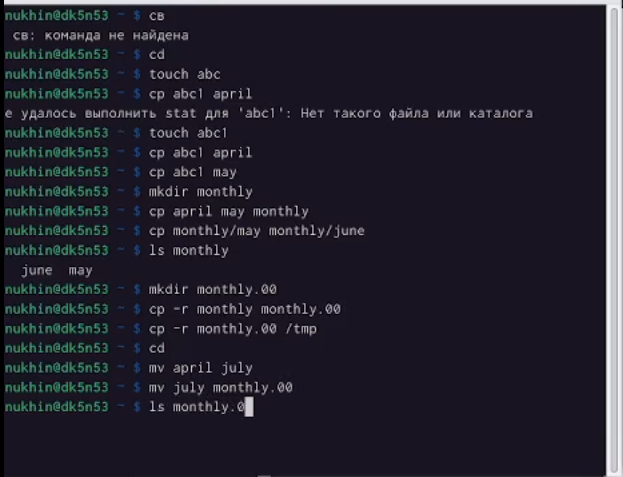 nukhin@dk5n53 ~ $ св
св: команда не найдена
nukhin@dk5n53 ~ $ cd
nukhin@dk5n53 ~ $ touch abc
nukhin@dk5n53 ~ $ cp abc1 april
е удалось выполнить stat для 'abc1': Нет такого файла или каталога
nukhin@dk5n53 ~ $ touch abc1
nukhin@dk5n53 ~ $ cp abc1 april
nukhin@dk5n53 ~ $ cp abc1 may
nukhin@dk5n53 ~ $ mkdir monthly
nukhin@dk5n53 ~ $ cp april may monthly
nukhin@dk5n53 ~ $ cp monthly/may monthly/june
nukhin@dk5n53 ~ $ ls monthly
june  may
nukhin@dk5n53 ~ $ mkdir monthly.00
nukhin@dk5n53 ~ $ cp -r monthly monthly.00
nukhin@dk5n53 ~ $ cp -r monthly.00 /tmp
nukhin@dk5n53 ~ $ cd
nukhin@dk5n53 ~ $ mv april july
nukhin@dk5n53 ~ $ mv july monthly.00
nukhin@dk5n53 ~ $ ls monthly.0